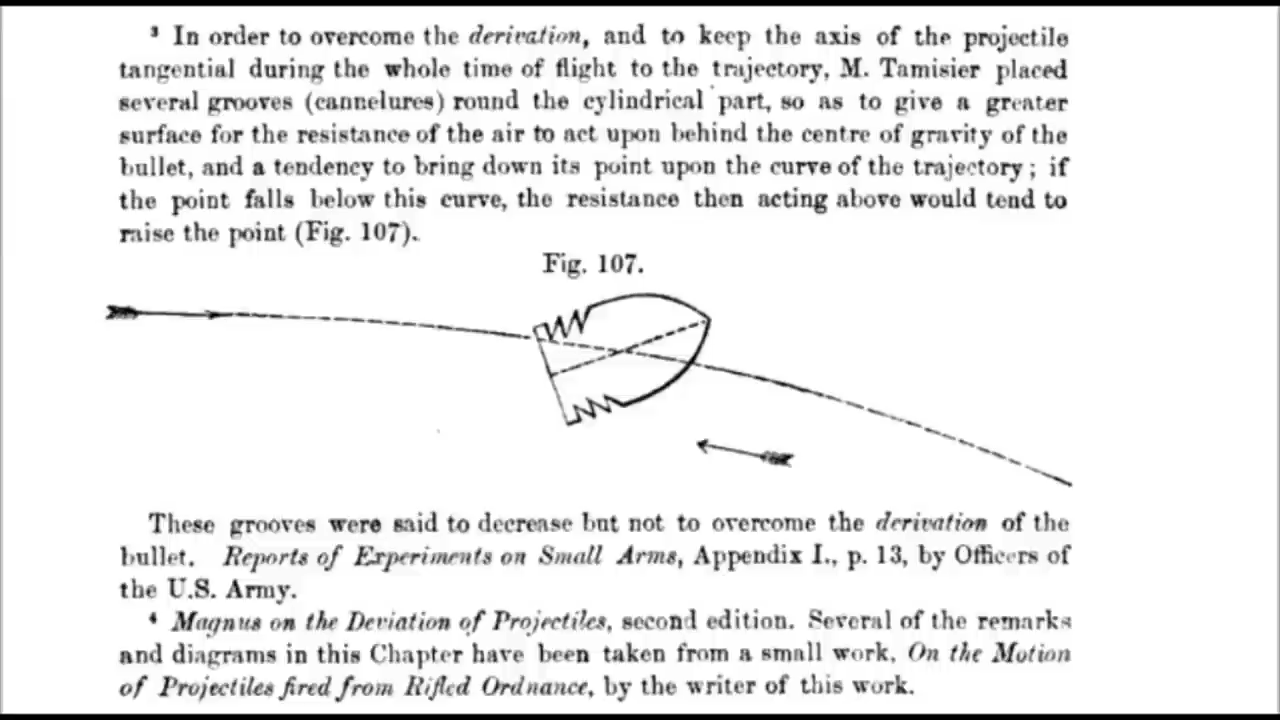 ³ In order to overcome the derivation, and to keep the axis of the projectile
tangential during the whole time of flight to the trajectory, M. Tamisier placed
several grooves (cannelures) round the cylindrical part, so as to give a greater
surface for the resistance of the air to act upon behind the centre of gravity of the
bullet, and a tendency to bring down its point upon the curve of the trajectory; if
the point falls below this curve, the resistance then acting above would tend to
raise the point (Fig. 107).
Fig. 107.
These grooves were said to decrease but not to overcome the derivation of the
bullet. Reports of Experiments on Small Arms, Appendix I., p. 13, by Officers of
the U.S. Army.
⁴ Magnus on the Deviation of Projectiles, second edition. Several of the remarks
and diagrams in this Chapter have been taken from a small work, On the Motion
of Projectiles fired from Rifled Ordnance, by the writer of this work.